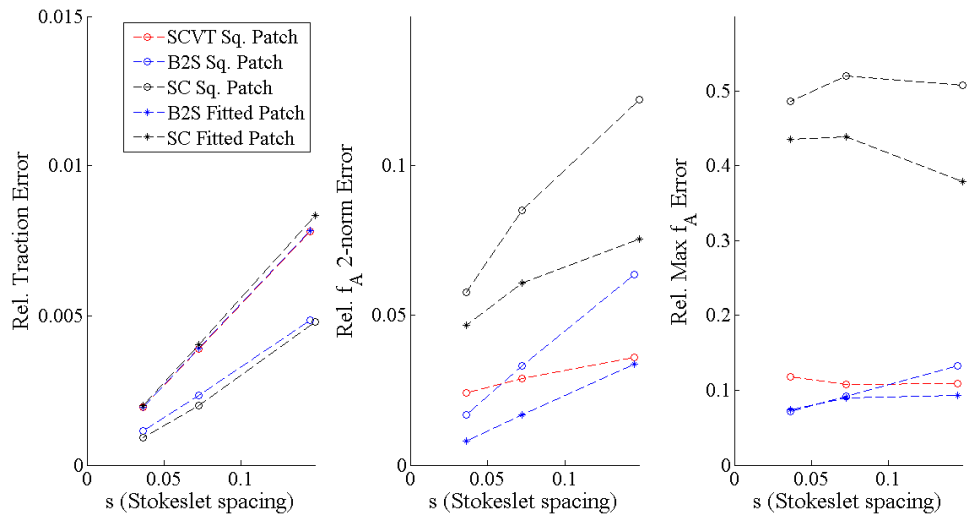 0.015
0.01
0.005
0
0.05
0.1
Rel. Traction Error
s (Stokeslet spacing)
SCVT Sq. Patch
B2S Sq. Patch
SC Sq. Patch
B2S Fitted Patch
SC Fitted Patch
0.1
0.05
0
0.05
0.1
Rel. f_A 2-norm Error
s (Stokeslet spacing)
0.5
0.4
0.3
0.2
0.1
0
0.05
0.1
Rel. Max f_A Error
s (Stokeslet spacing)